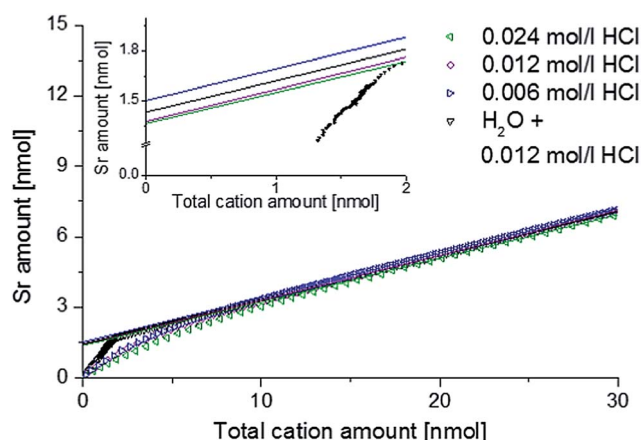 15
12
9
6
3
0
Sr amount [nmol]
0
10
20
30
Total cation amount [nmol]
1.8
1.5
0.0
Sr amount [nmol]
0
1
2
Total cation amount [nmol]
0.024 mol/l HCl
0.012 mol/l HCl
0.006 mol/l HCl
H₂O +
0.012 mol/l HCl